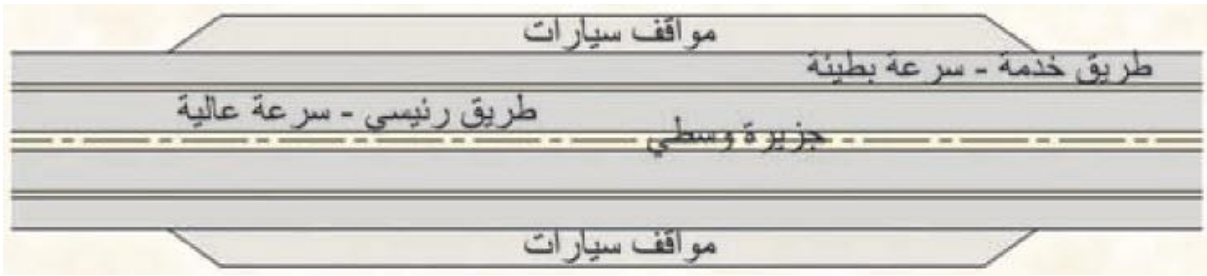 مواقف سيارات
طريق خدمة - سرعة بطيئة
طريق رئيسي - سرعة عالية
جزيرة وسطي
مواقف سيارات